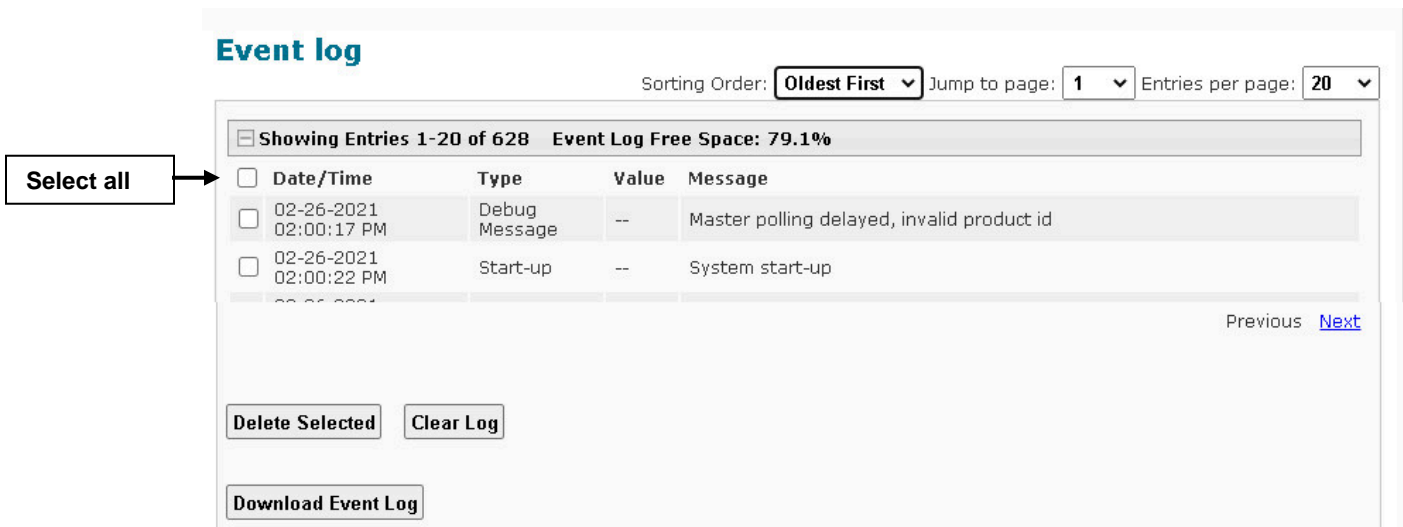 Event log
Sorting Order: Oldest First Jump to page: 1 Entries per page: 20
Showing Entries 1-20 of 628 Event Log Free Space: 79.1%
Select all
Date/Time Type Value Message
02-26-2021 02:00:17 PM Debug Message -- Master polling delayed, invalid product id
02-26-2021 02:00:22 PM Start-up -- System start-up
Previous Next
Delete Selected Clear Log
Download Event Log